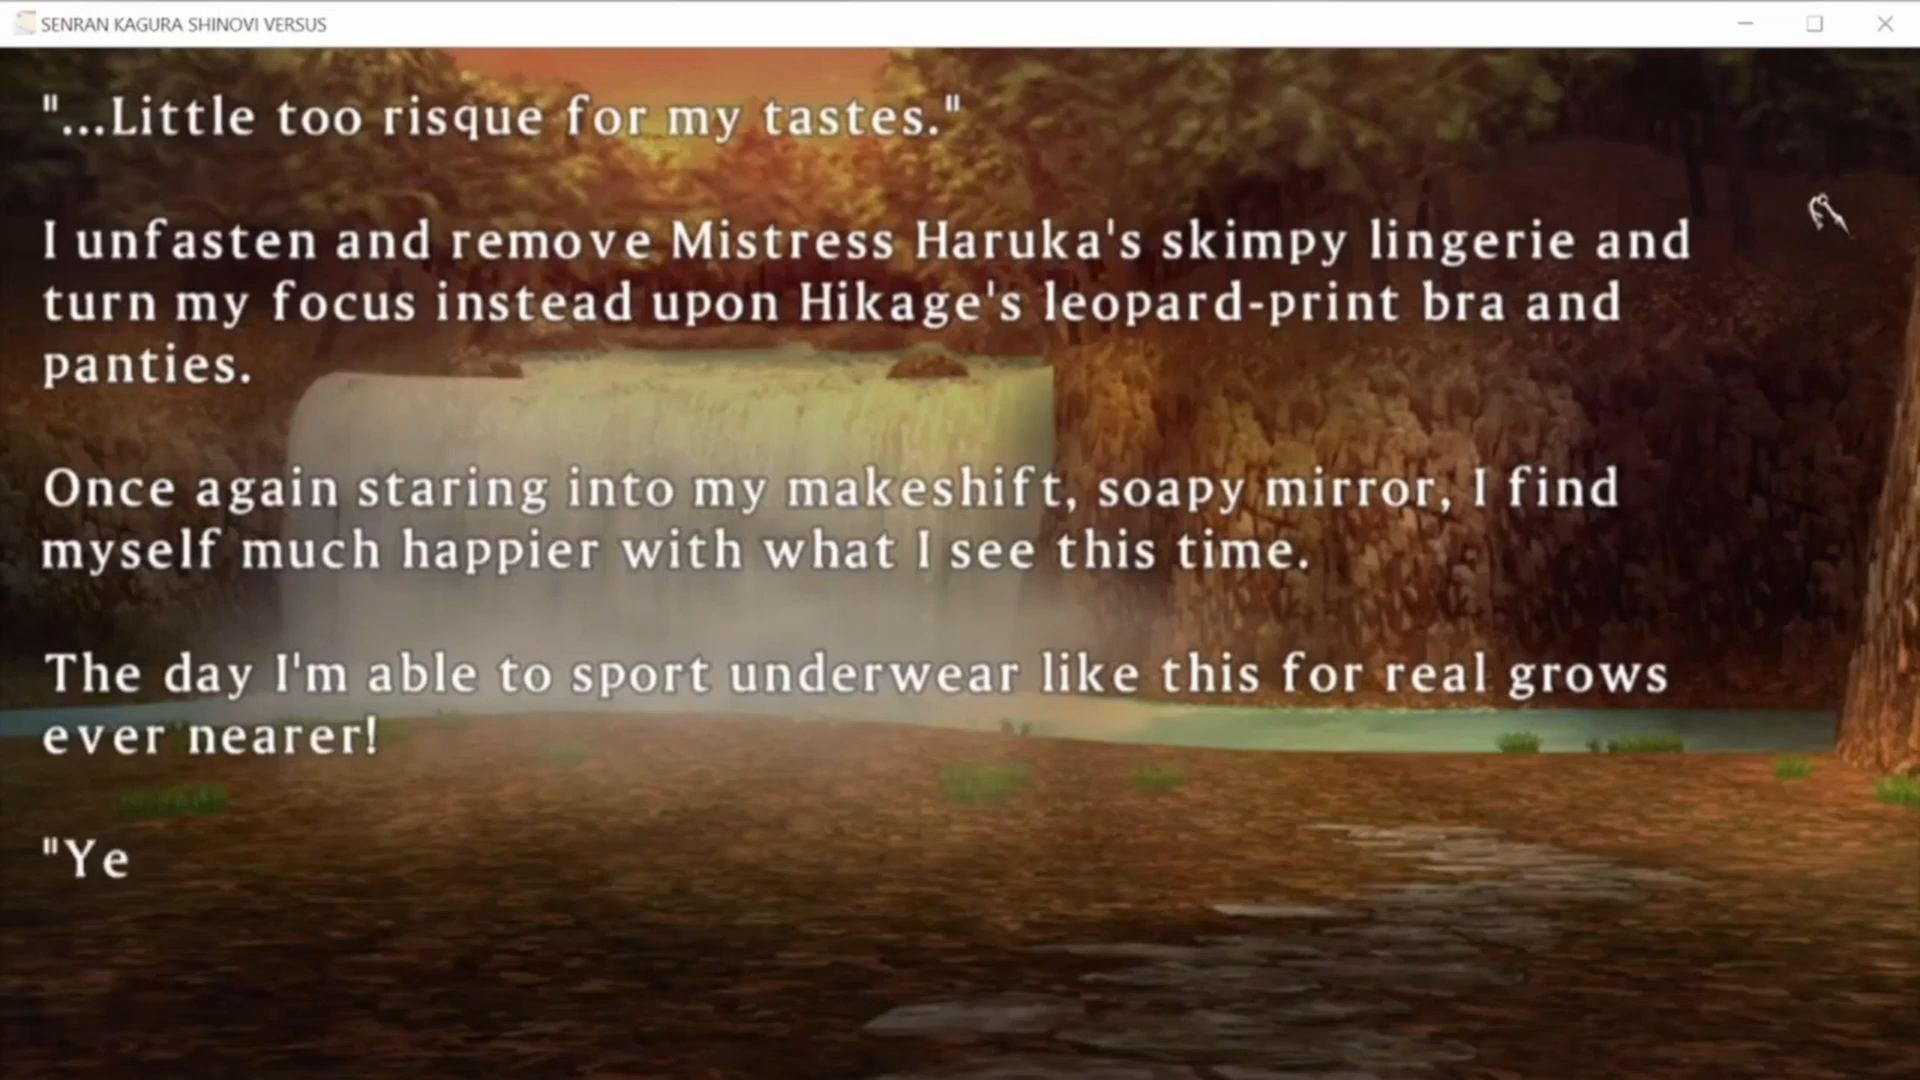 SENRAN KAGURA SHINOVI VERSUS
"...Little too risque for my tastes."
I unfasten and remove Mistress Haruka's skimpy lingerie and
turn my focus instead upon Hikage's leopard-print bra and
panties.
Once again staring into my makeshift, soapy mirror, I find
myself much happier with what I see this time.
The day I'm able to sport underwear like this for real grows
ever nearer!
"Ye